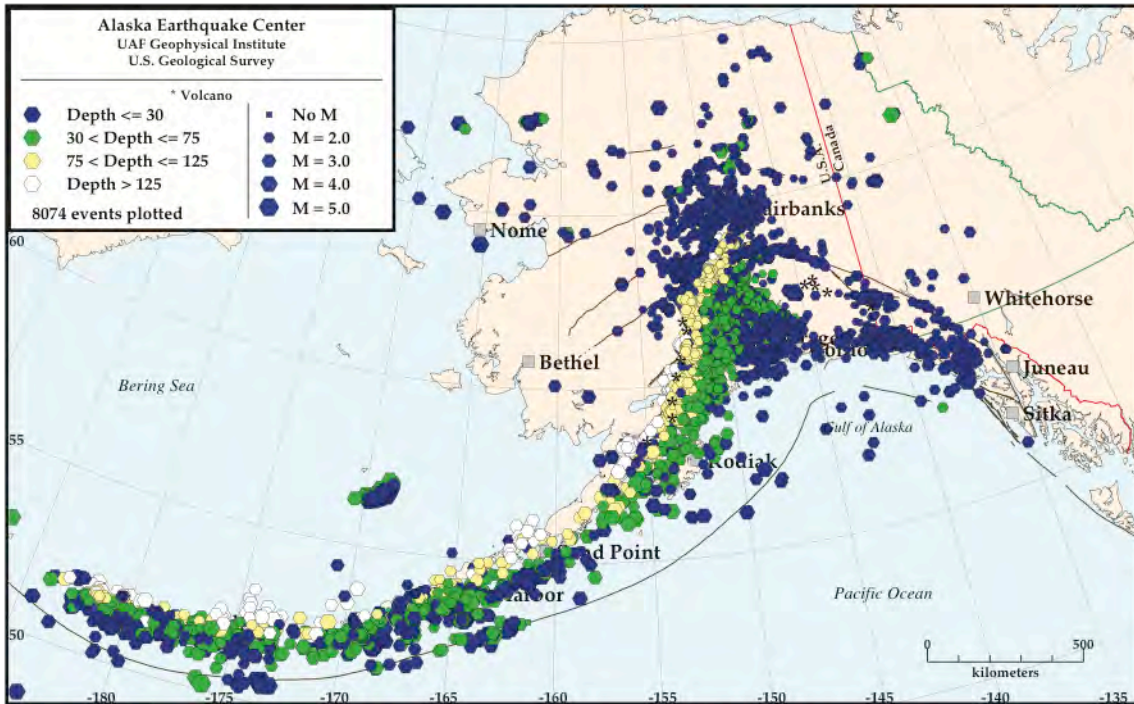 Alaska Earthquake Center
UAF Geophysical Institute
U.S. Geological Survey
* Volcano
Depth <= 30
30 < Depth <= 75
75 < Depth <= 125
Depth > 125
8074 events plotted
No M
M = 2.0
M = 3.0
M = 4.0
M = 5.0
U.S.A.
Canada
airbanks
Nome
60
Whitehorse
Bethel
Juneau
Bering Sea
Sitka
Gulf of Alaska
55
Kodiak
Point
Pacific Ocean
arbor
50
0
500
kilometers
-180
-175
-170
-165
-160
-155
-150
-145
-140
-135